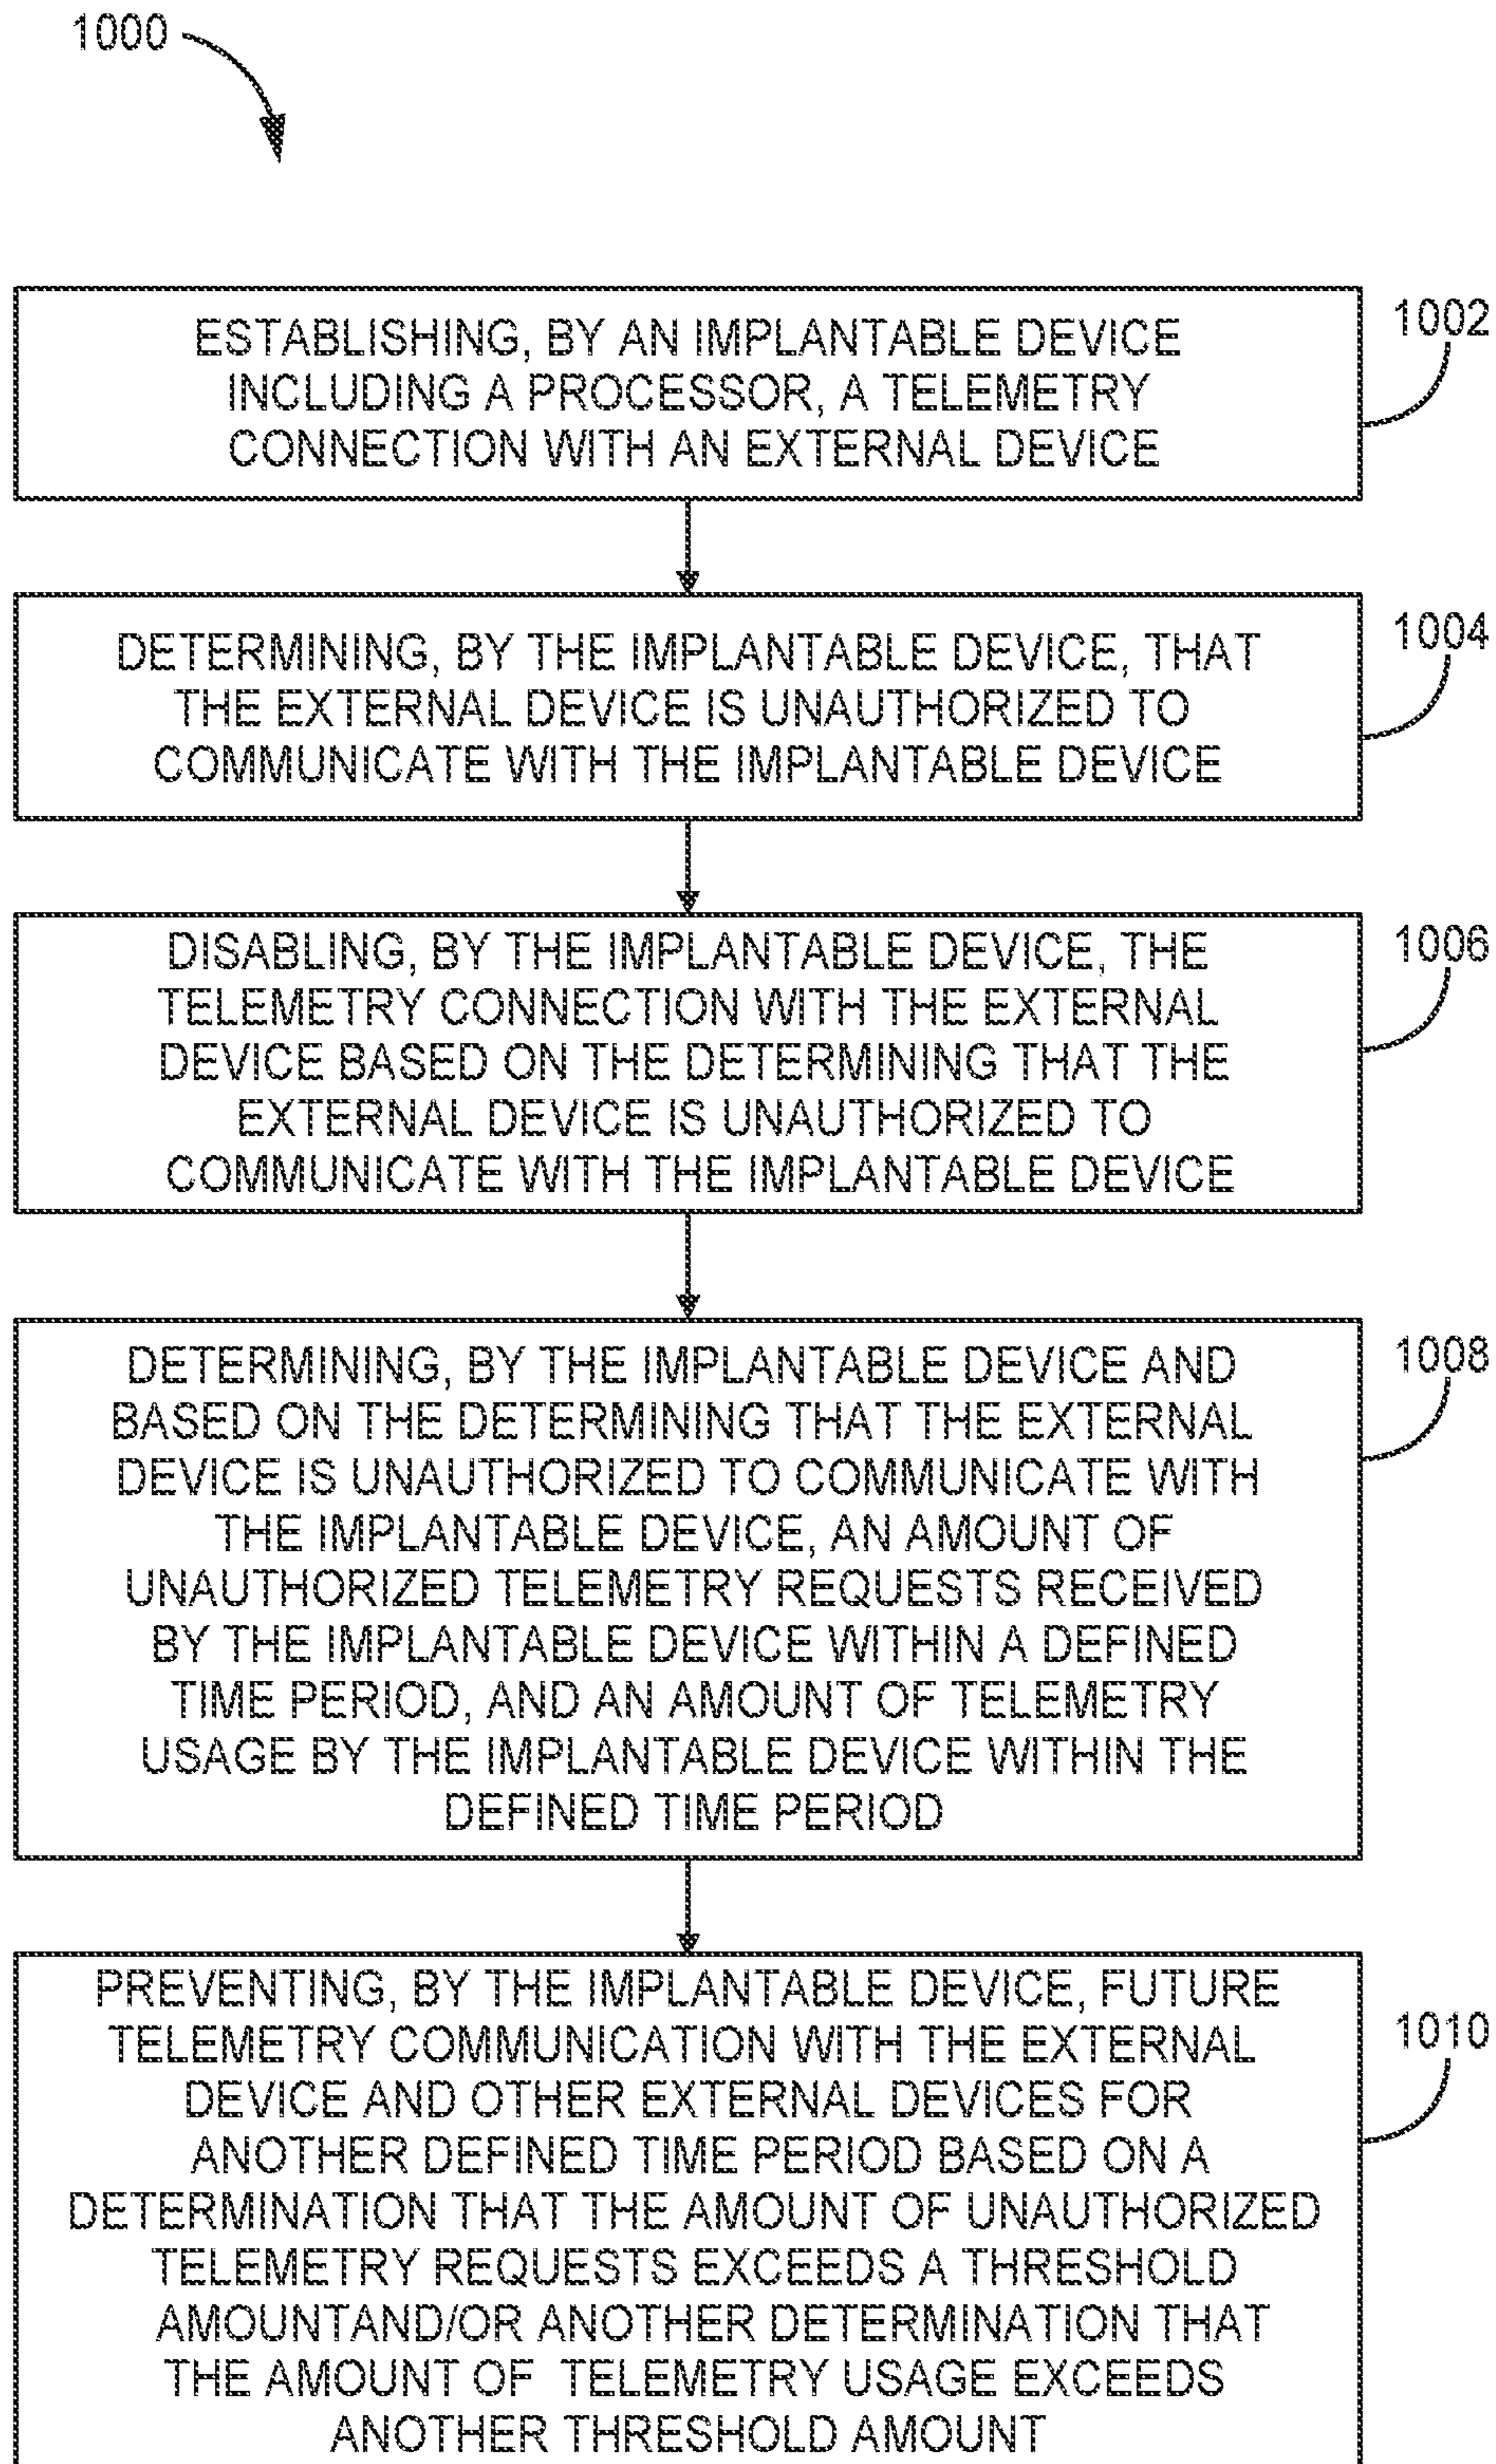 1000
ESTABLISHING, BY AN IMPLANTABLE DEVICE
INCLUDING A PROCESSOR, A TELEMETRY
CONNECTION WITH AN EXTERNAL DEVICE
1002
DETERMINING, BY THE IMPLANTABLE DEVICE, THAT
THE EXTERNAL DEVICE IS UNAUTHORIZED TO
COMMUNICATE WITH THE IMPLANTABLE DEVICE
1004
DISABLING, BY THE IMPLANTABLE DEVICE, THE
TELEMETRY CONNECTION WITH THE EXTERNAL
DEVICE BASED ON THE DETERMINING THAT THE
EXTERNAL DEVICE IS UNAUTHORIZED TO
COMMUNICATE WITH THE IMPLANTABLE DEVICE
1006
DETERMINING, BY THE IMPLANTABLE DEVICE AND
BASED ON THE DETERMINING THAT THE EXTERNAL
DEVICE IS UNAUTHORIZED TO COMMUNICATE WITH
THE IMPLANTABLE DEVICE, AN AMOUNT OF
UNAUTHORIZED TELEMETRY REQUESTS RECEIVED
BY THE IMPLANTABLE DEVICE WITHIN A DEFINED
TIME PERIOD, AND AN AMOUNT OF TELEMETRY
USAGE BY THE IMPLANTABLE DEVICE WITHIN THE
DEFINED TIME PERIOD
1008
PREVENTING, BY THE IMPLANTABLE DEVICE, FUTURE
TELEMETRY COMMUNICATION WITH THE EXTERNAL
DEVICE AND OTHER EXTERNAL DEVICES FOR
ANOTHER DEFINED TIME PERIOD BASED ON A
DETERMINATION THAT THE AMOUNT OF UNAUTHORIZED
TELEMETRY REQUESTS EXCEEDS A THRESHOLD
AMOUNTAND/OR ANOTHER DETERMINATION THAT
THE AMOUNT OF TELEMETRY USAGE EXCEEDS
ANOTHER THRESHOLD AMOUNT
1010